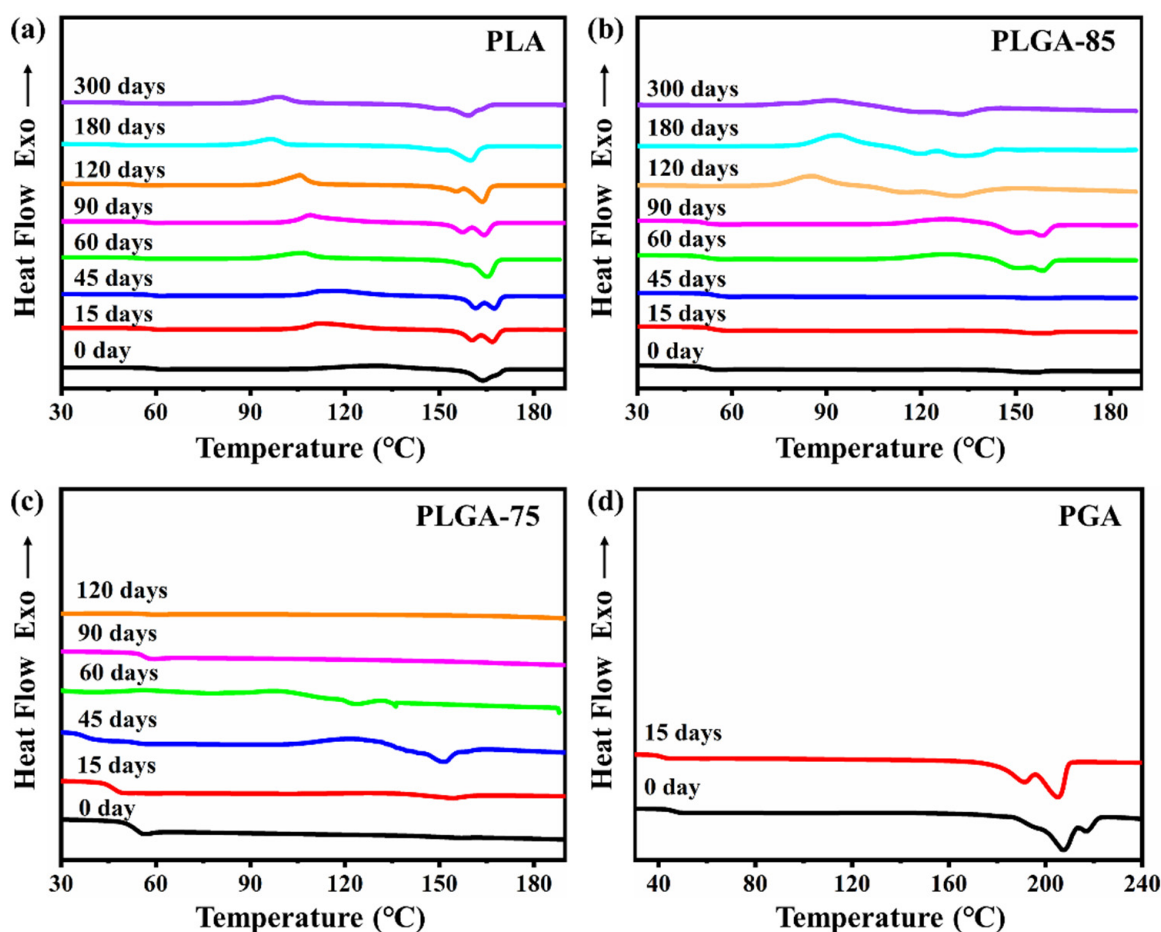 (a)
PLA
300 days
180 days
120 days
90 days
60 days
45 days
15 days
0 day
Heat Flow Exo →
30 60 90 120 150 180
Temperature (°C)
(b)
PLGA-85
300 days
180 days
120 days
90 days
60 days
45 days
15 days
0 day
Heat Flow Exo →
30 60 90 120 150 180
Temperature (°C)
(c)
PLGA-75
120 days
90 days
60 days
45 days
15 days
0 day
Heat Flow Exo →
30 60 90 120 150 180
Temperature (°C)
(d)
PGA
15 days
0 day
Heat Flow Exo →
40 80 120 160 200 240
Temperature (°C)